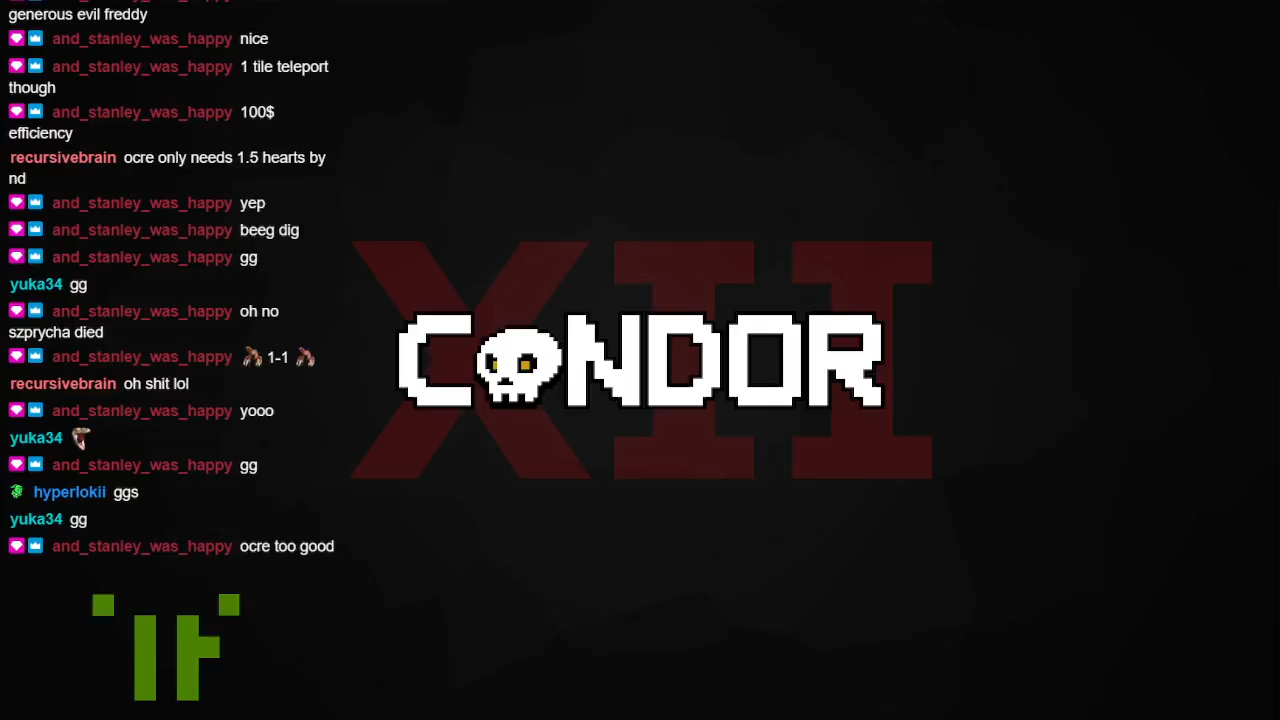 generous evil freddy
and_stanley_was_happy nice
and_stanley_was_happy 1 tile teleport
though
and_stanley_was_happy 100$
efficiency
recursivebrain ocre only needs 1.5 hearts by
nd
and_stanley_was_happy yep
and_stanley_was_happy beeg dig
and_stanley_was_happy gg
yuka34 gg
and_stanley_was_happy oh no
szprycha died
and_stanley_was_happy 1-1
recursivebrain oh shit lol
and_stanley_was_happy yooo
yuka34
and_stanley_was_happy gg
hyperlokii ggs
yuka34 gg
and_stanley_was_happy ocre too good
XII
CONDOR